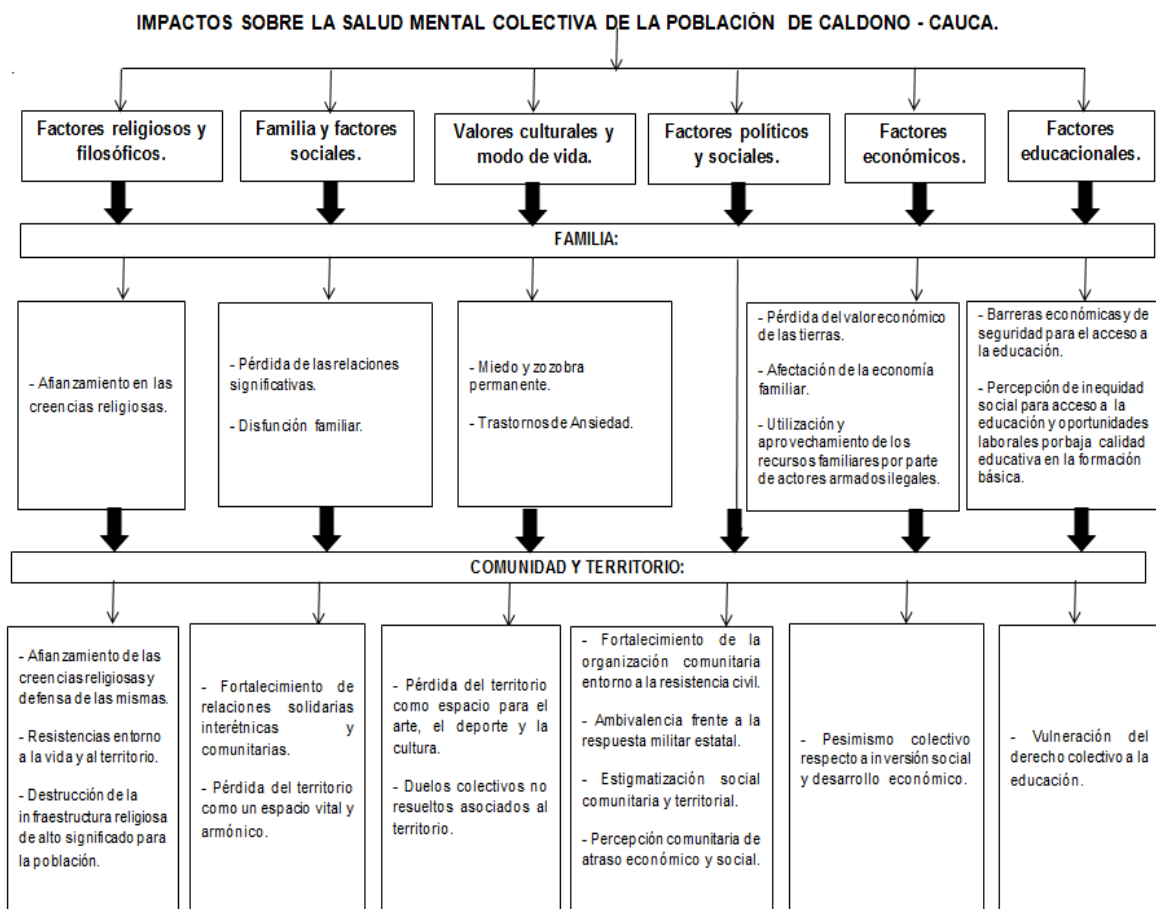 IMPACTOS SOBRE LA SALUD MENTAL COLECTIVA DE LA POBLACIÓN DE CALDONO - CAUCA.
Factores religiosos y
filosóficos.
Familia y factores
sociales.
Valores culturales y
modo de vida.
Factores políticos
y sociales.
Factores
económicos.
Factores
educacionales.
FAMILIA:
- Afianzamiento en las
creencias religiosas.
- Pérdida de las relaciones
significativas.
- Disfunción familiar.
- Miedo y zozobra
permanente.
- Trastornos de Ansiedad.
- Pérdida del valor económico
de las tierras.
- Afectación de la economía
familiar.
- Utilización y
aprovechamiento de los
recursos familiares por parte
de actores armados ilegales.
- Barreras económicas y de
seguridad para el acceso a
la educación.
- Percepción de inequidad
social para acceso a la
educación y oportunidades
laborales por baja calidad
educativa en la formación
básica.
COMUNIDAD Y TERRITORIO:
- Afianzamiento de las
creencias religiosas y
defensa de las mismas.
- Resistencias entorno
a la vida y al territorio.
- Destrucción de la
infraestructura religiosa
de alto significado para
la población.
- Fortalecimiento de
relaciones solidarias
interétnicas y
comunitarias.
- Pérdida del territorio
como un espacio vital y
armónico.
- Pérdida del territorio
como espacio para el
arte, el deporte y la
cultura.
- Duelos colectivos no
resueltos asociados al
territorio.
- Fortalecimiento de la
organización comunitaria
entorno a la resistencia civil.
- Ambivalencia frente a la
respuesta militar estatal.
- Estigmatización social
comunitaria y territorial.
- Percepción comunitaria de
atraso económico y social.
- Pesimismo colectivo
respecto a inversión social
y desarrollo económico.
- Vulneración del
derecho colectivo a la
educación.